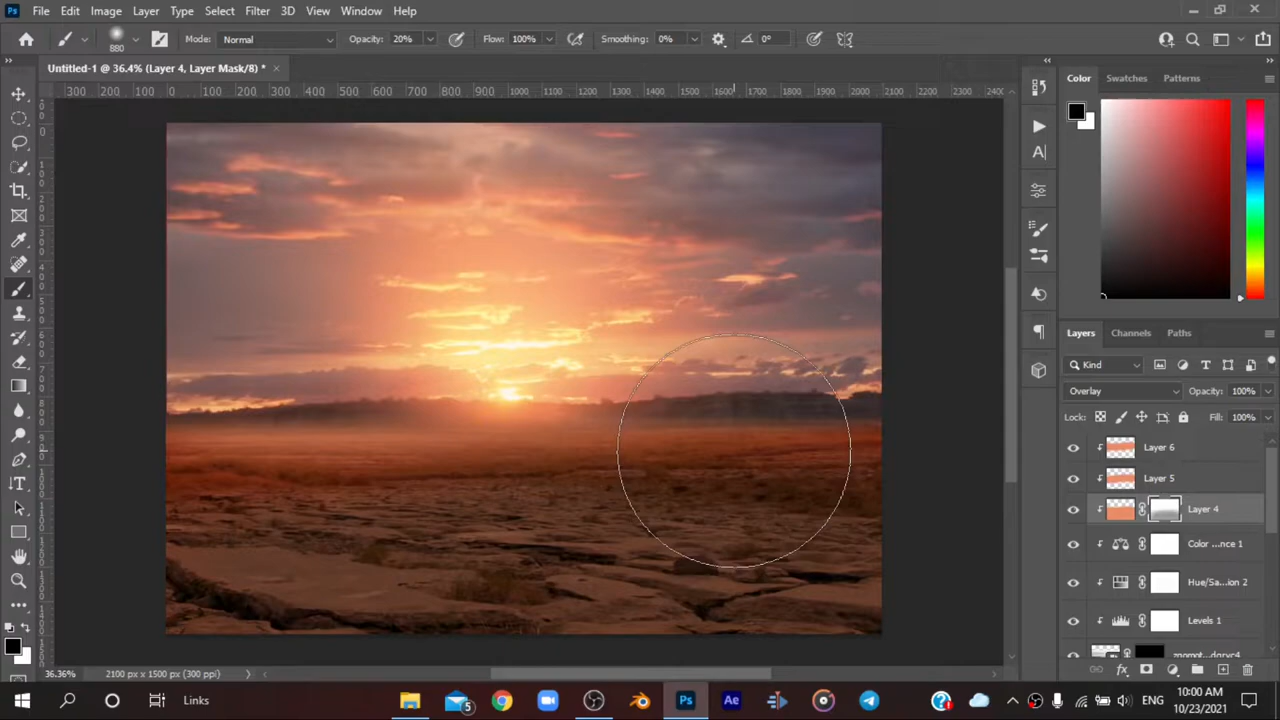 Ps File Edit Image Layer Type Select Filter 3D View Window Help
880 Mode: Normal Opacity: 20% Flow: 100% Smoothing: 0% 0°
Untitled-1 @ 36.4% (Layer 4, Layer Mask/8) * ×
300 200 100 0 100 200 300 400 500 600 700 800 900 1000 1100 1200 1300 1400 1500 1600 1700 1800 1900 2000 2100 2200 2300
Color Swatches Patterns
Layers Channels Paths
Kind
Overlay Opacity: 100%
Lock: Fill: 100%
Layer 6
Layer 5
Layer 4
Color ...nce 1
Hue/Sa...ion 2
Levels 1
36.36% 2100 px x 1500 px (300 ppi)
Links 5 Ps Ae ENG 10:00 AM
10/23/2021